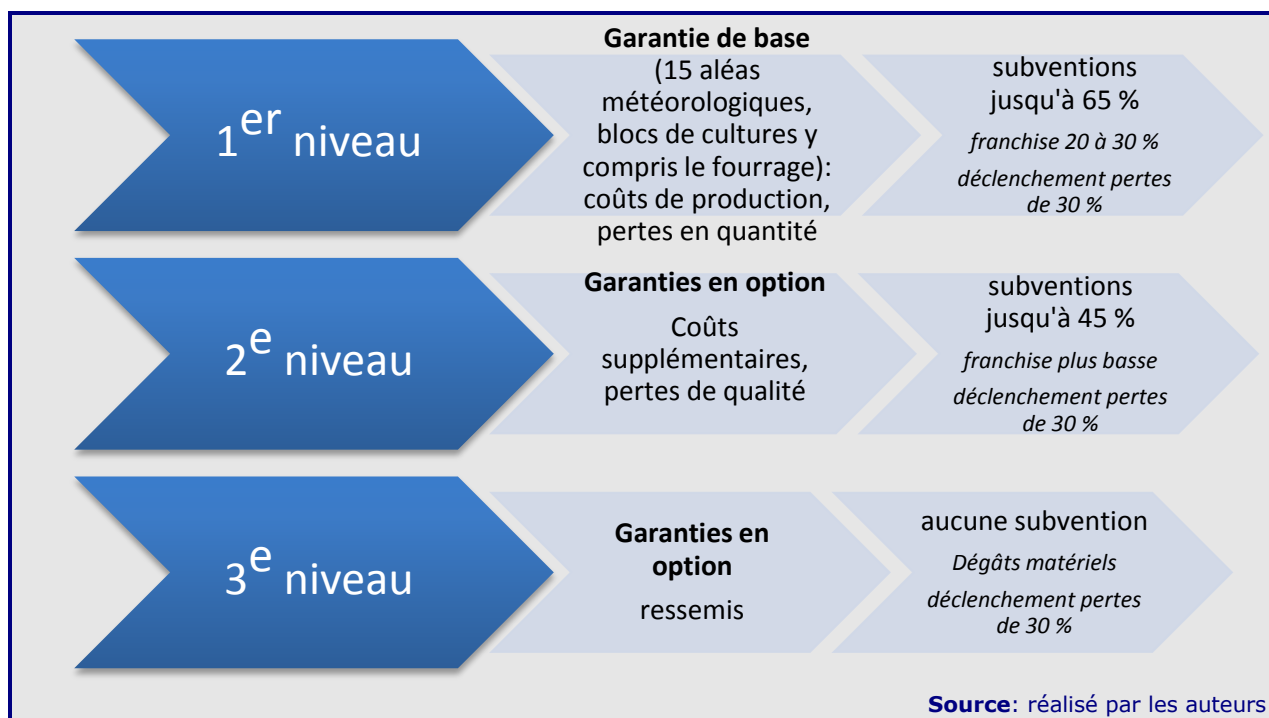 1er niveau
Garantie de base
(15 aléas
météorologiques,
blocs de cultures y
compris le fourrage):
coûts de production,
pertes en quantité
subventions
jusqu'à 65 %
franchise 20 à 30 %
déclenchement pertes
de 30 %
2e niveau
Garanties en option
Coûts
supplémentaires,
pertes de qualité
subventions
jusqu'à 45 %
franchise plus basse
déclenchement pertes
de 30 %
3e niveau
Garanties en
option
ressemis
aucune subvention
Dégâts matériels
déclenchement pertes
de 30 %
Source: réalisé par les auteurs